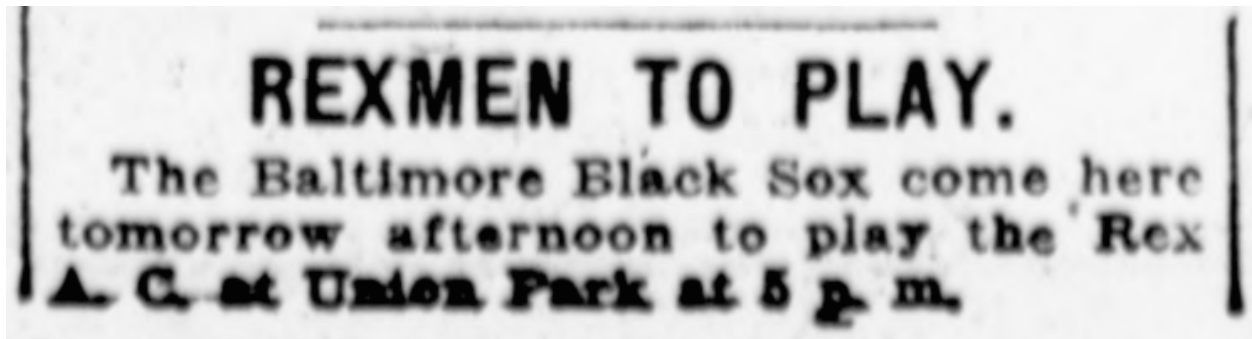 REXMEN TO PLAY.
The Baltimore Black Sox come here
tomorrow afternoon to play the Rex
A. C. at Union Park at 5 p. m.